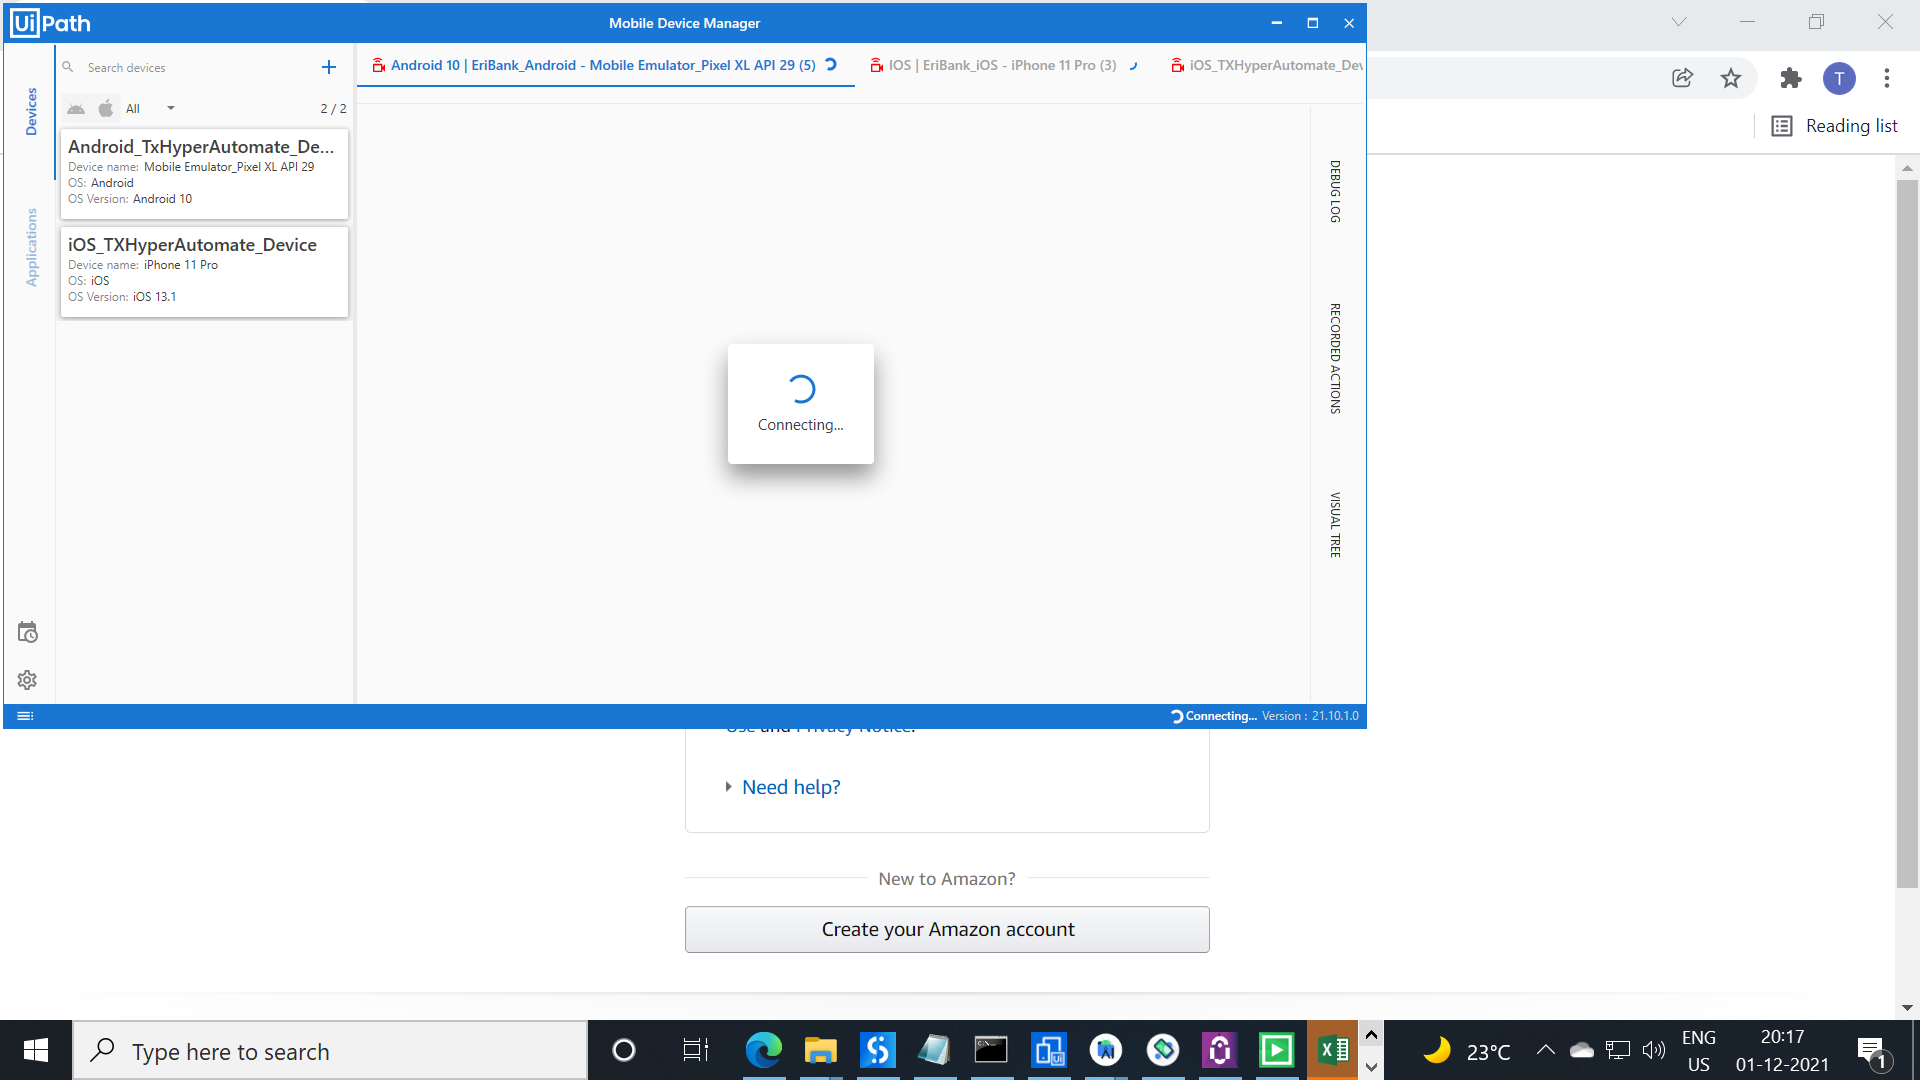 UiPath
Mobile Device Manager
Search devices
Android 10 | EriBank_Android - Mobile Emulator_Pixel XL API 29 (5)
IOS | EriBank_iOS - iPhone 11 Pro (3)
iOS_TXHyperAutomate_Dev
All
2 / 2
Devices
Applications
Android_TxHyperAutomate_De...
Device name: Mobile Emulator_Pixel XL API 29
OS: Android
OS Version: Android 10
iOS_TXHyperAutomate_Device
Device name: iPhone 11 Pro
OS: iOS
OS Version: iOS 13.1
Connecting...
DEBUG LOG
RECORDED ACTIONS
VISUAL TREE
Connecting... Version : 21.10.1.0
T
Reading list
Use and Privacy Notice.
Need help?
New to Amazon?
Create your Amazon account
Type here to search
23°C
ENG
US
20:17
01-12-2021
1